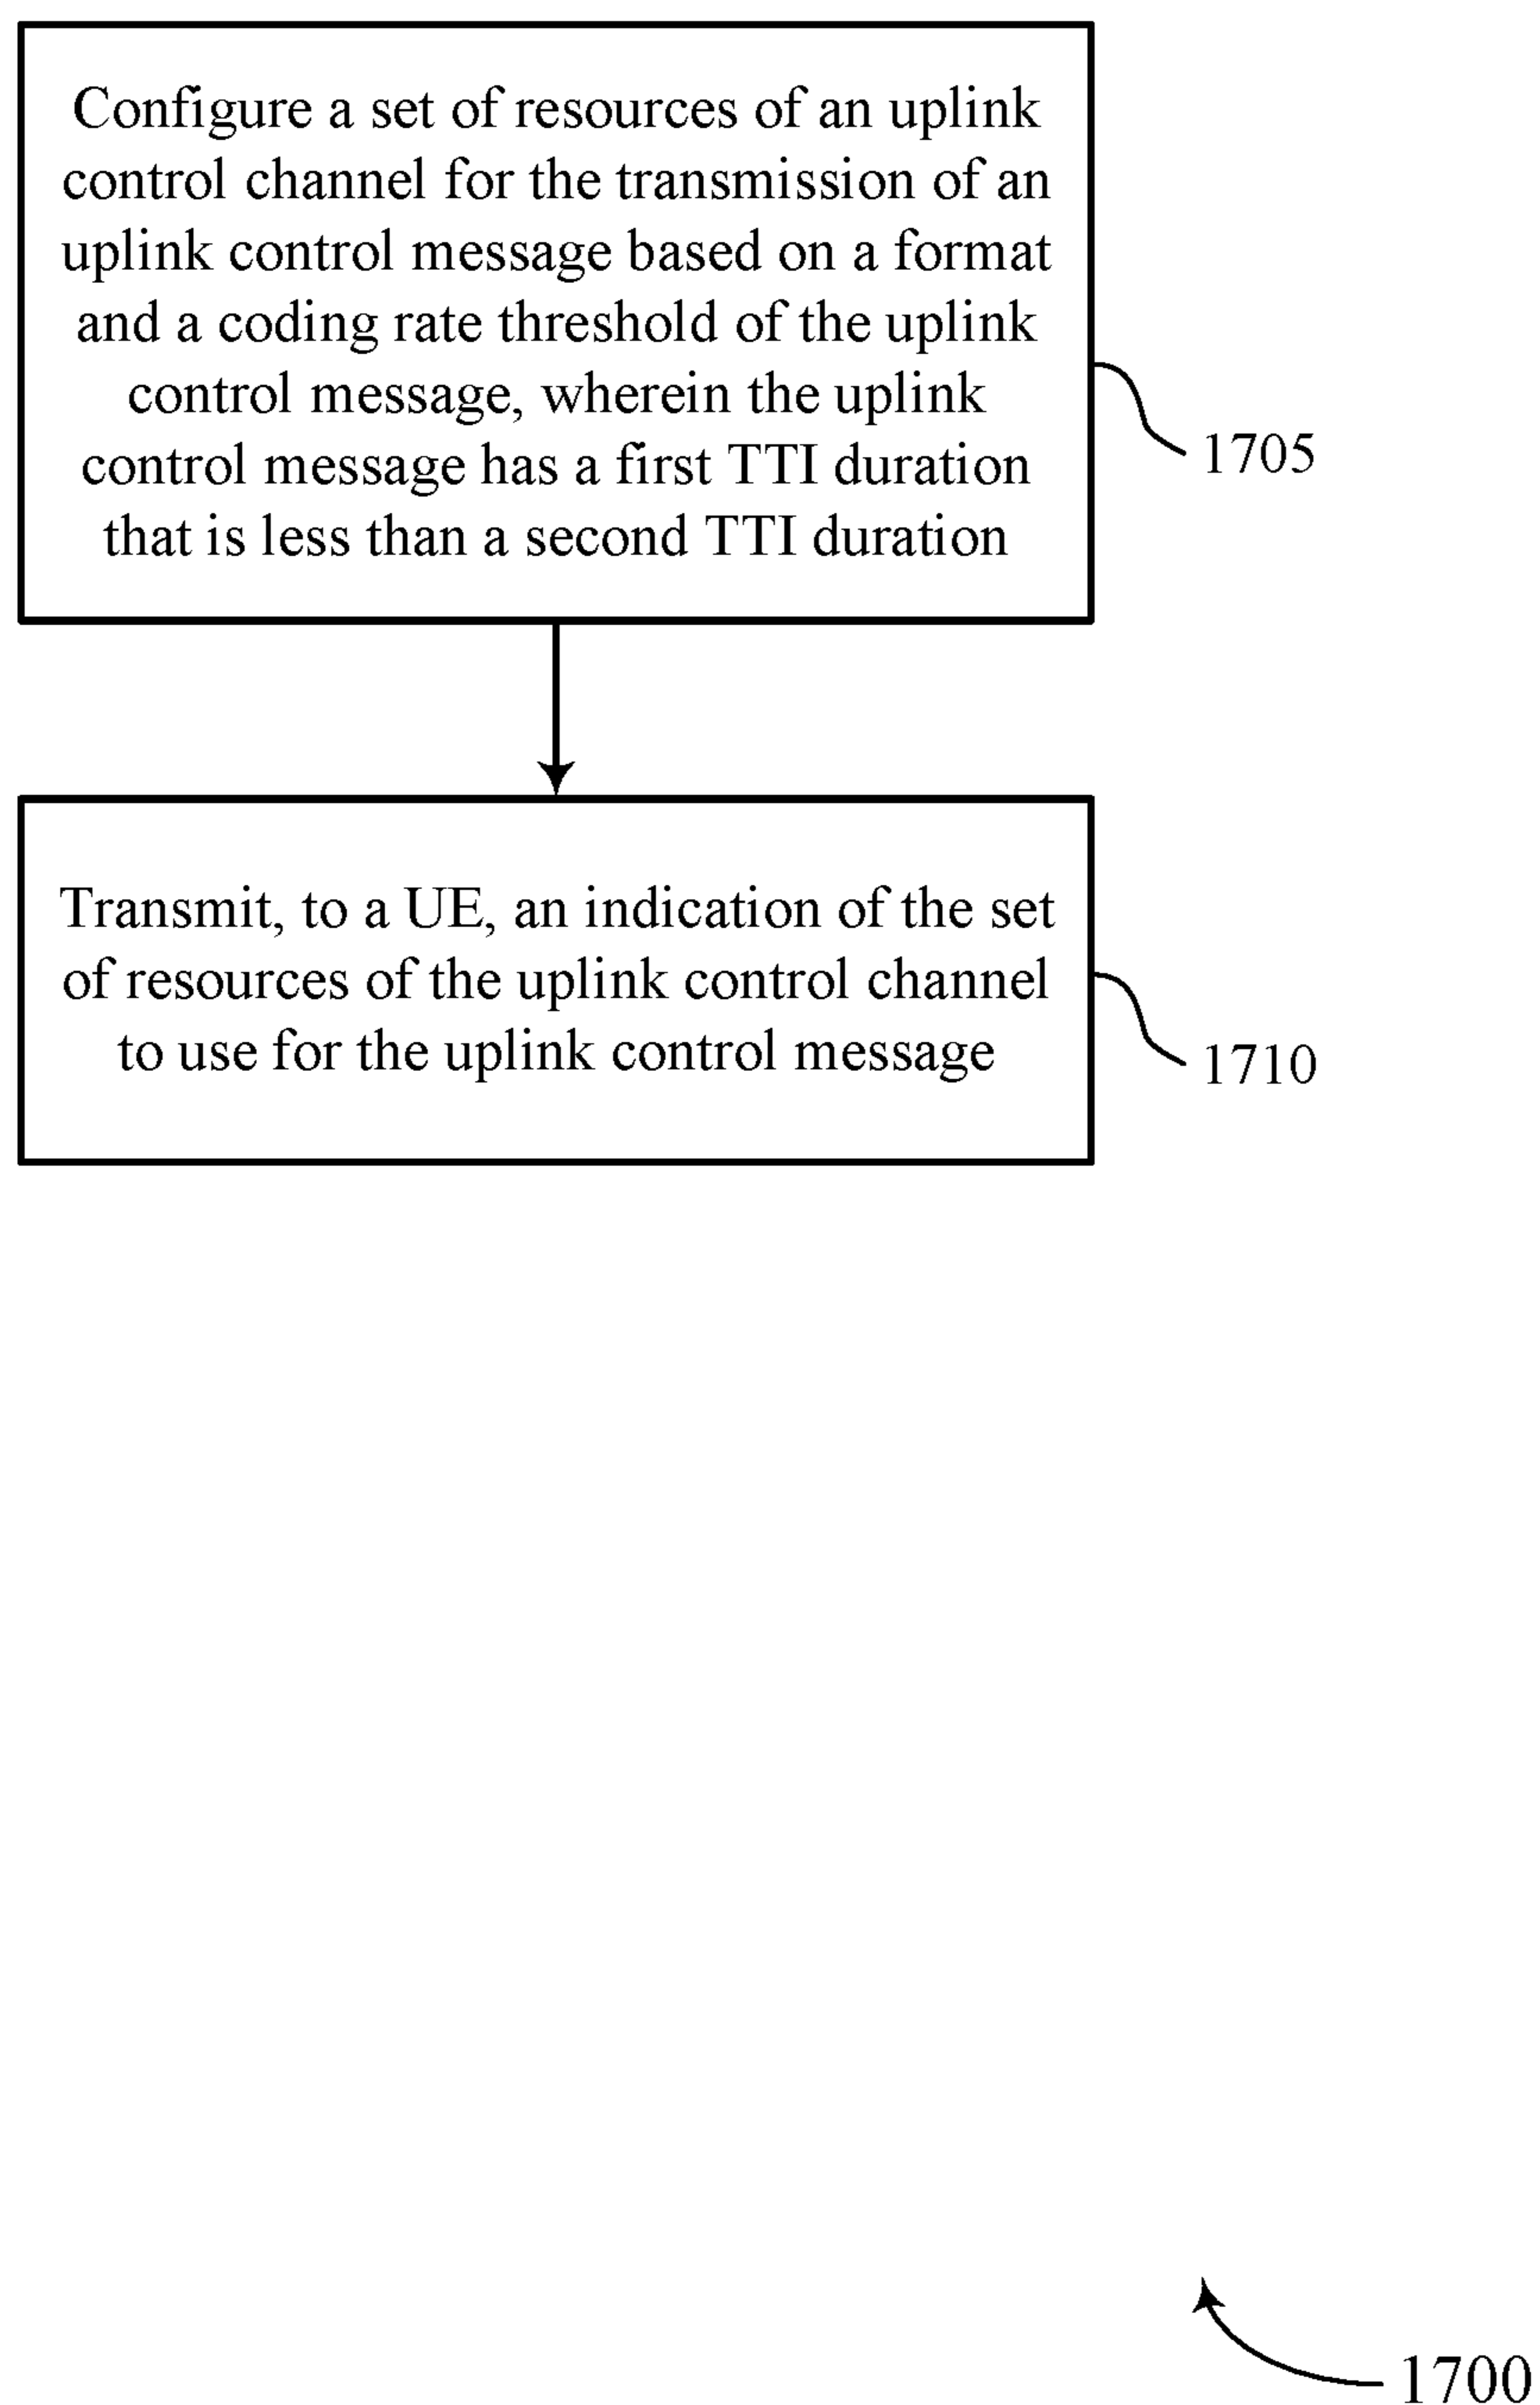 Configure a set of resources of an uplink
control channel for the transmission of an
uplink control message based on a format
and a coding rate threshold of the uplink
control message, wherein the uplink
control message has a first TTI duration
that is less than a second TTI duration
1705
Transmit, to a UE, an indication of the set
of resources of the uplink control channel
to use for the uplink control message
1710
1700